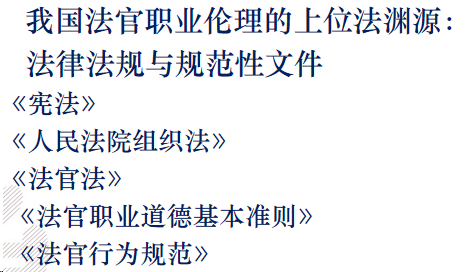 我国法官职业伦理的上位法渊源:
法律法规与规范性文件
《宪法》
《人民法院组织法》
《法官法》
《法官职业道德基本准则》
《法官行为规范》